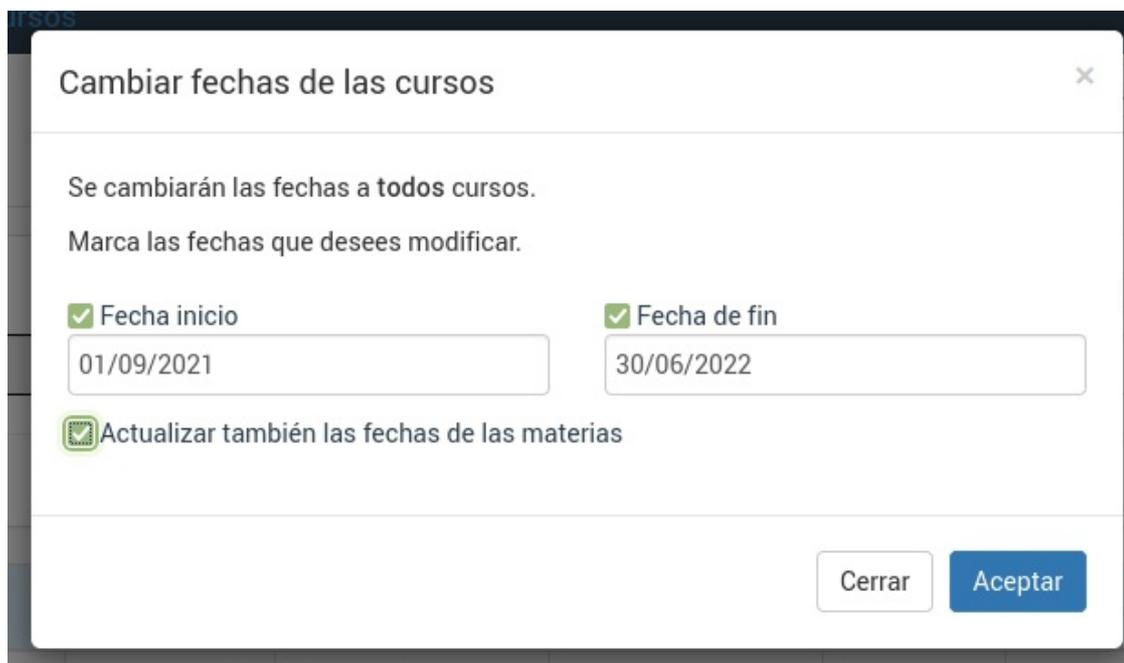 ursos
Cambiar fechas de las cursos
×
Se cambiarán las fechas a todos cursos.
Marca las fechas que desees modificar.
Fecha inicio
Fecha de fin
01/09/2021
30/06/2022
Actualizar también las fechas de las materias
Cerrar
Aceptar